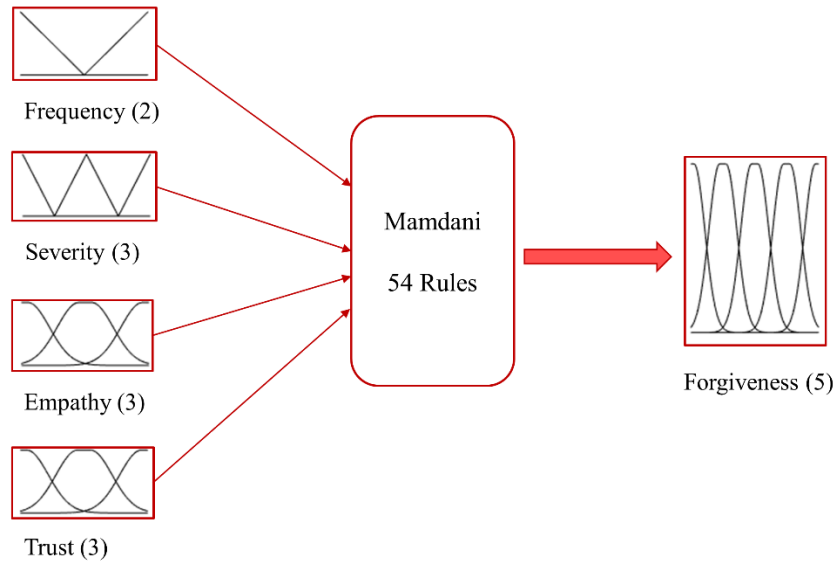 Frequency (2)
Severity (3)
Empathy (3)
Trust (3)
Mamdani
54 Rules
Forgiveness (5)